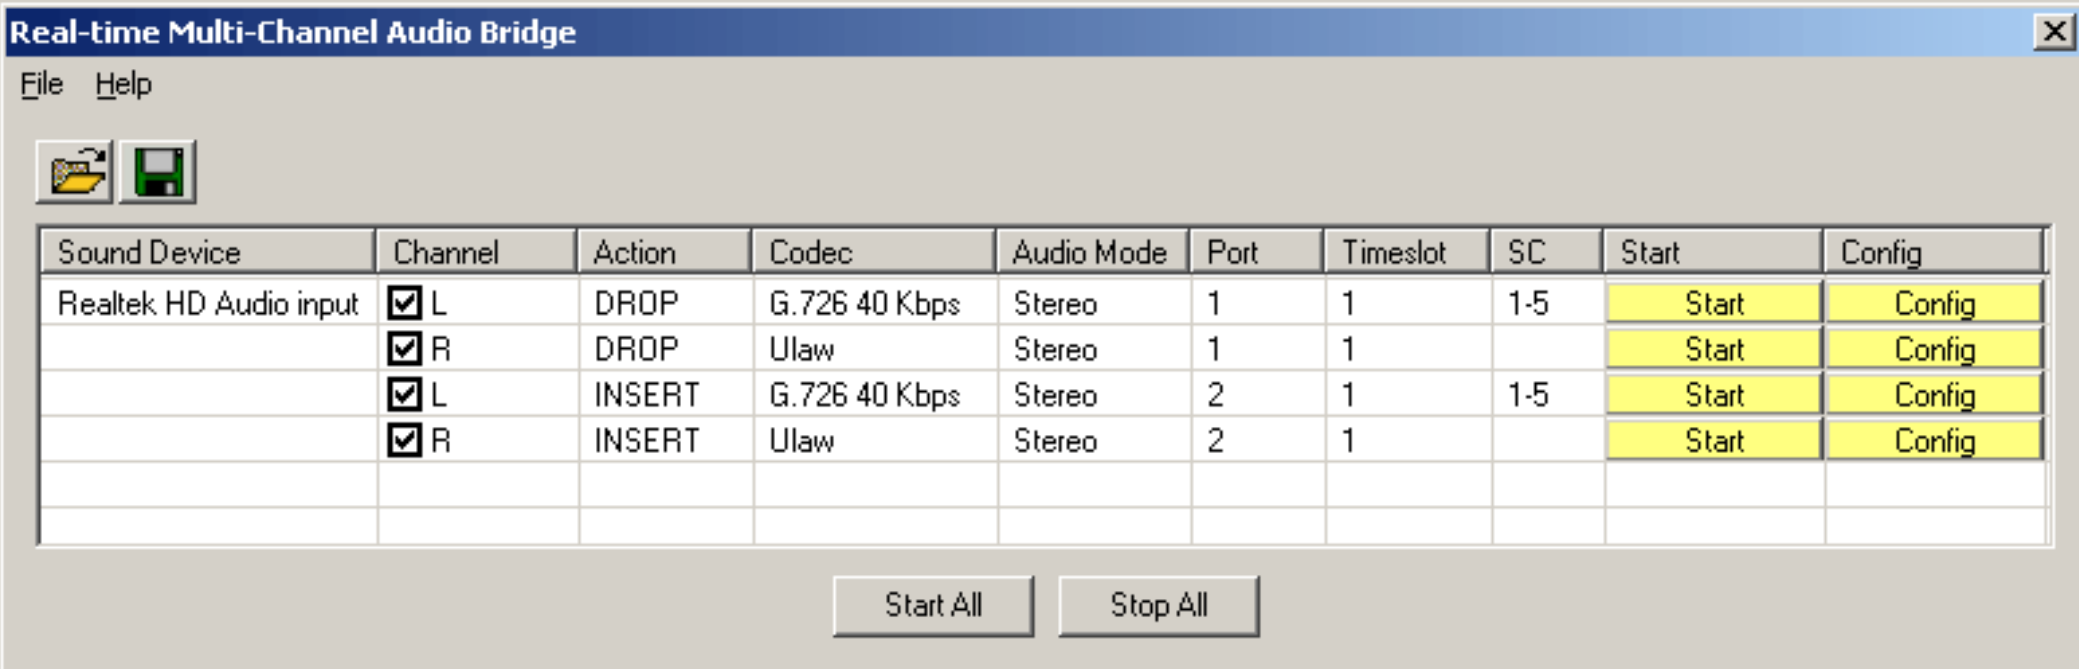 Real-time Multi-Channel Audio Bridge
File Help
Sound Device Channel Action Codec Audio Mode Port Timeslot SC Start Config
Realtek HD Audio input L DROP G.726 40 Kbps Stereo 1 1 1-5 Start Config
R DROP Ulaw Stereo 1 1 Start Config
L INSERT G.726 40 Kbps Stereo 2 1 1-5 Start Config
R INSERT Ulaw Stereo 2 1 Start Config
Start All Stop All